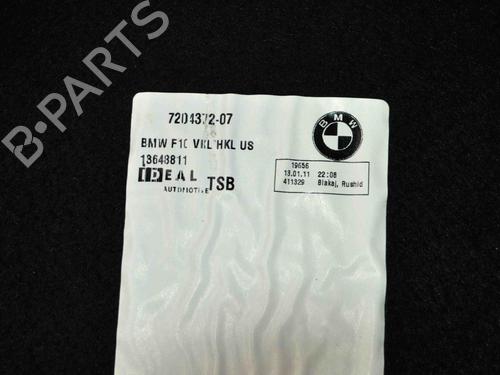 B-PARTS
7204372-07
BMW
BMW F10 VKL HKL US
13648811
IDEAL
AUTOMOTIVE
TSB
19656
13.01.11 22:08
411329 Blakaj, Rushid